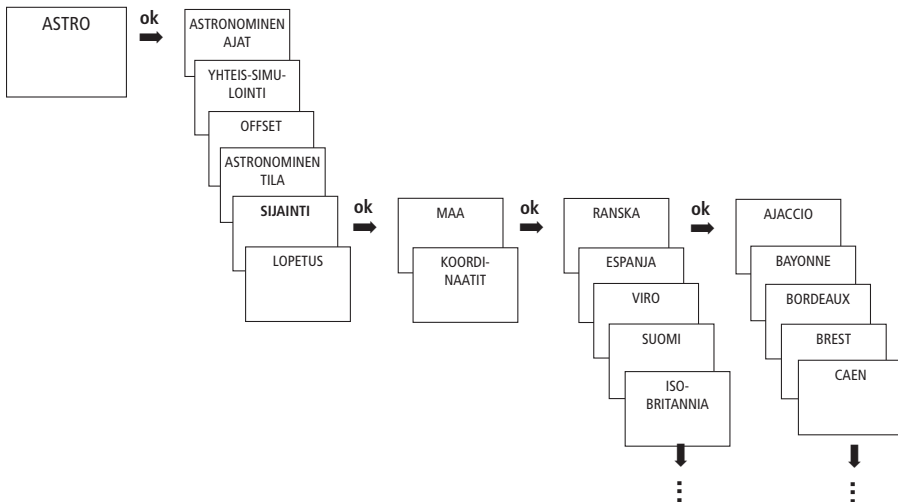 ASTRO
ok
ASTRONOMINEN
AJAT
YHTEIS-SIMU-
LOINTI
OFFSET
ASTRONOMINEN
TILA
SIJAINTI
LOPETUS
ok
MAA
KOORDI-
NAATIT
ok
RANSKA
ESPANJA
VIRO
SUOMI
ISO-
BRITANNIA
ok
AJACCIO
BAYONNE
BORDEAUX
BREST
CAEN